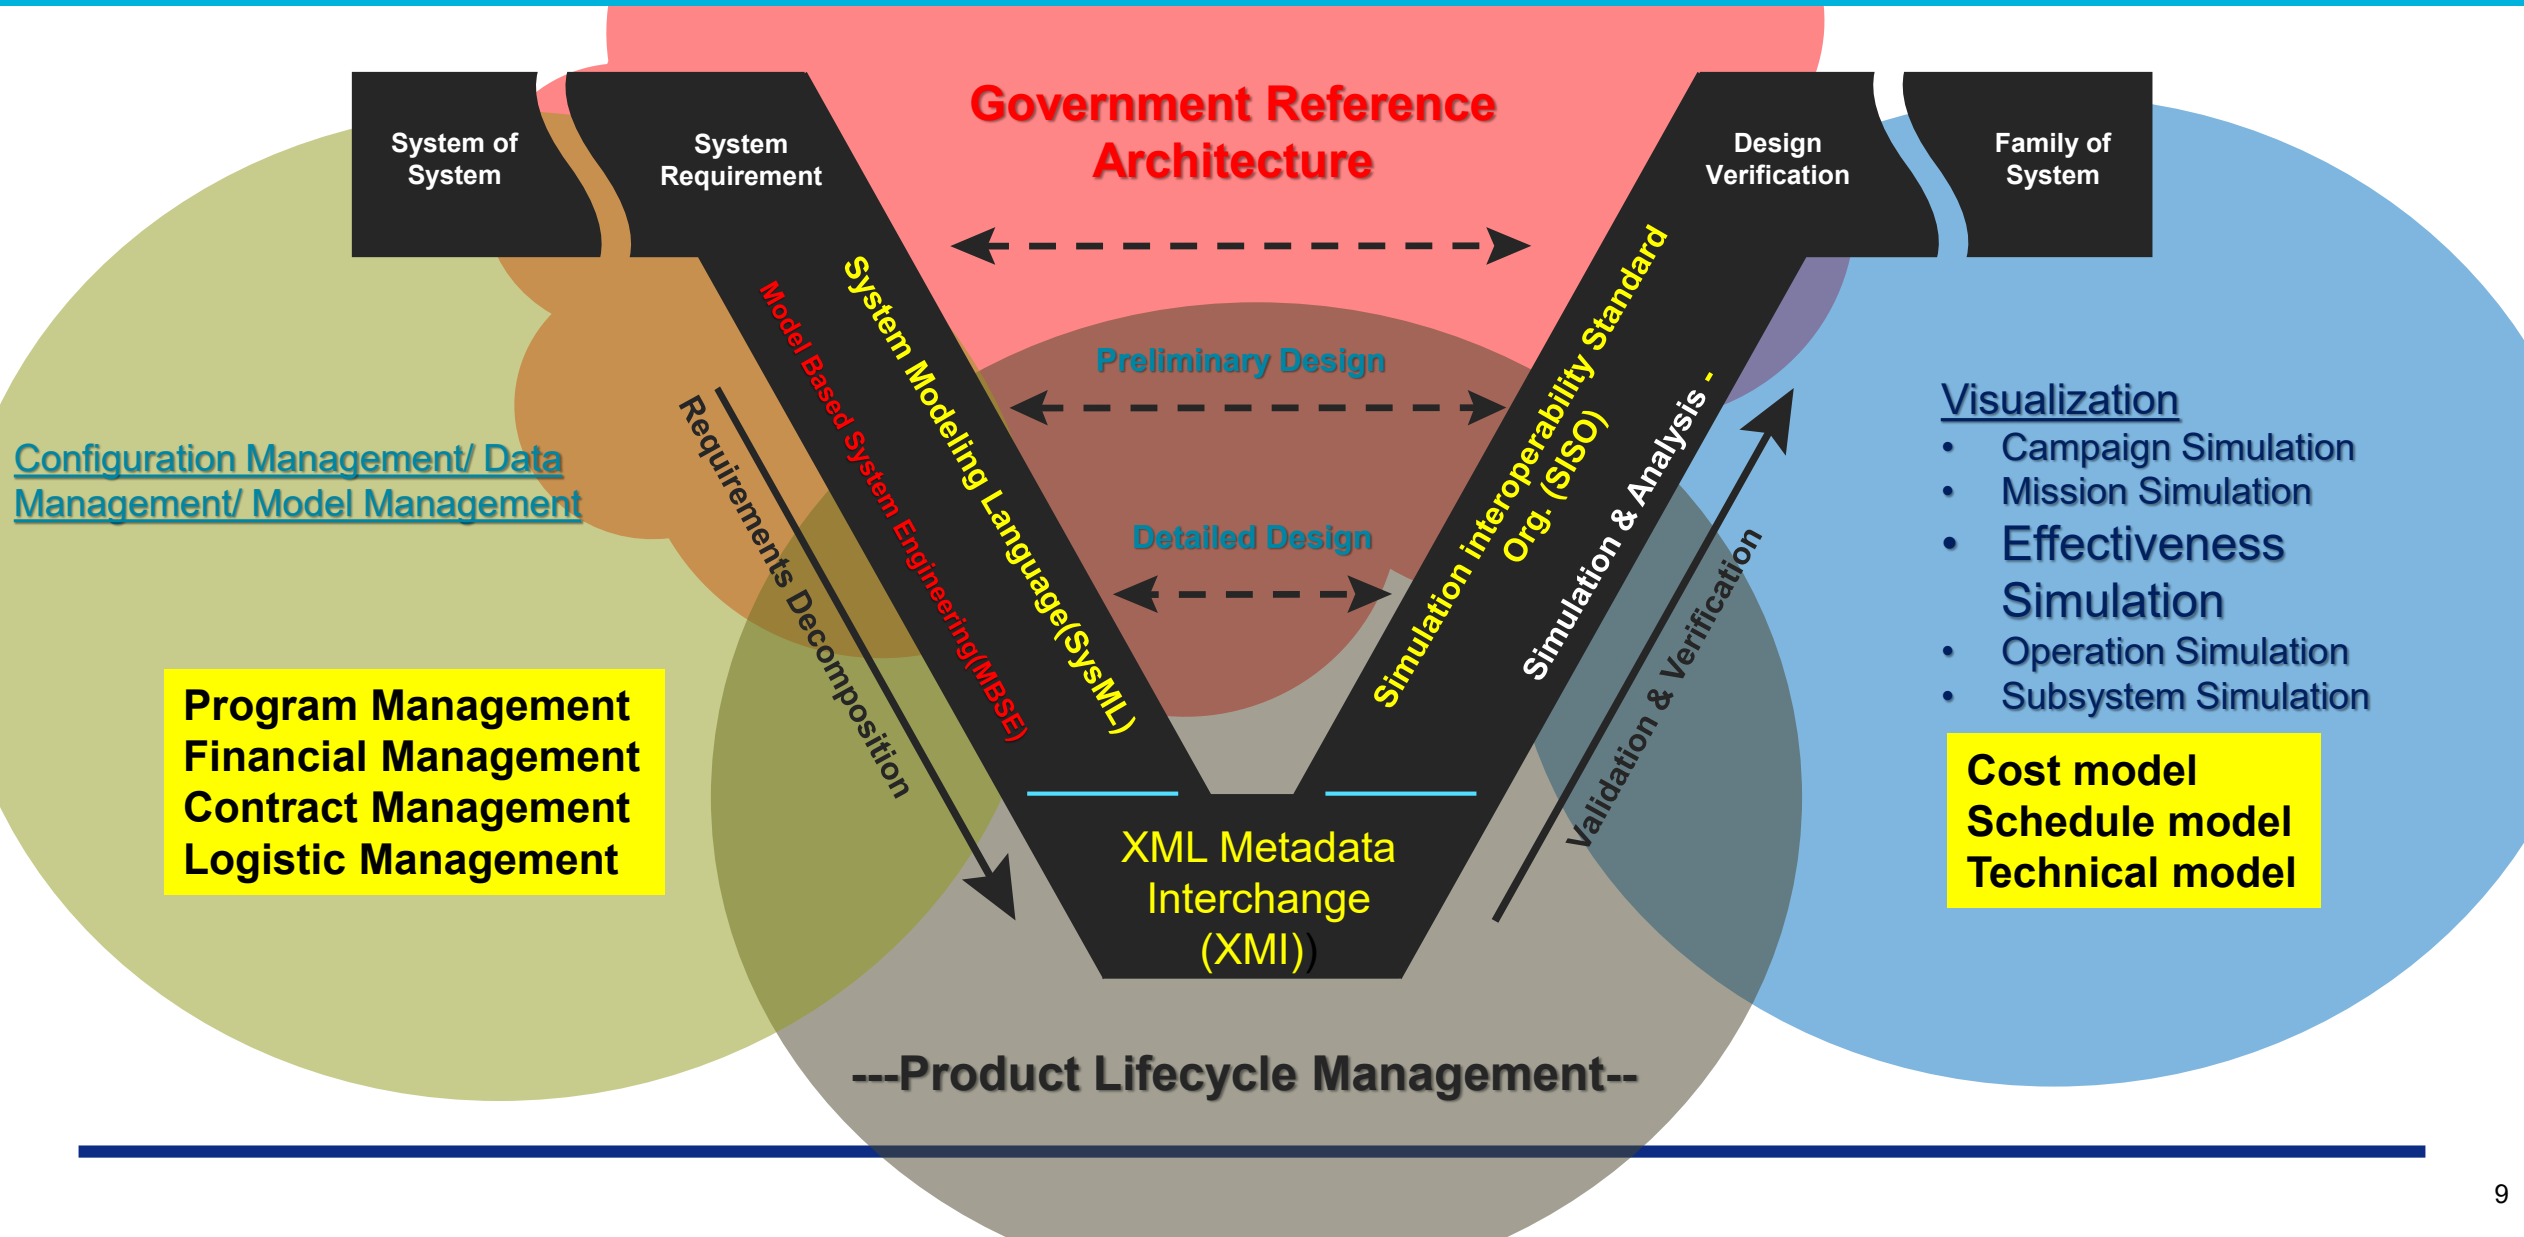 Government Reference
Architecture
System of
System
System
Requirement
Design
Verification
Family of
System
Model Based System Engineering(MBSE)
System Modeling Language(SysML)
Requirements Decomposition
Preliminary Design
Detailed Design
Simulation interoperability Standard
Org. (SISO)
Simulation & Analysis -
Validation & Verification
Configuration Management/ Data
Management/ Model Management
Program Management
Financial Management
Contract Management
Logistic Management
Visualization
• Campaign Simulation
• Mission Simulation
• Effectiveness
Simulation
• Operation Simulation
• Subsystem Simulation
Cost model
Schedule model
Technical model
XML Metadata
Interchange
(XMI))
---Product Lifecycle Management--
9